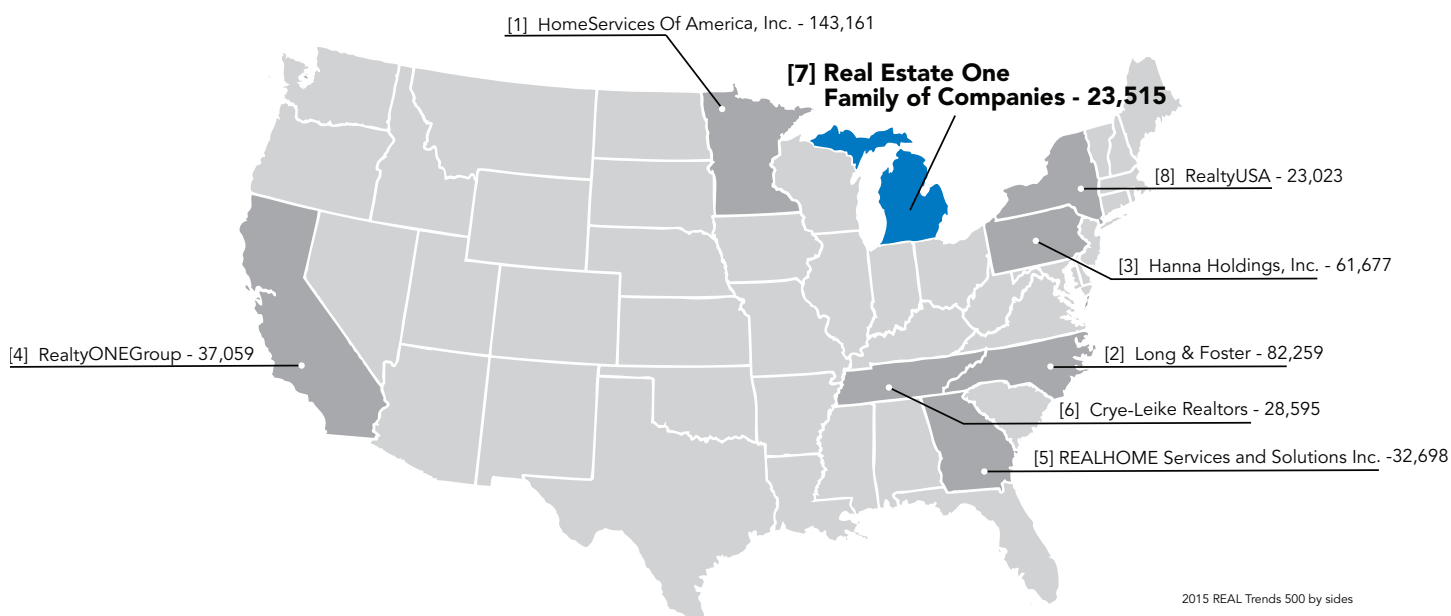 [1] HomeServices Of America, Inc. - 143,161
[7] Real Estate One
Family of Companies - 23,515
[8] RealtyUSA - 23,023
[3] Hanna Holdings, Inc. - 61,677
[4] RealtyONEGroup - 37,059
[2] Long & Foster - 82,259
[6] Crye-Leike Realtors - 28,595
[5] REALHOME Services and Solutions Inc. -32,698
2015 REAL Trends 500 by sides